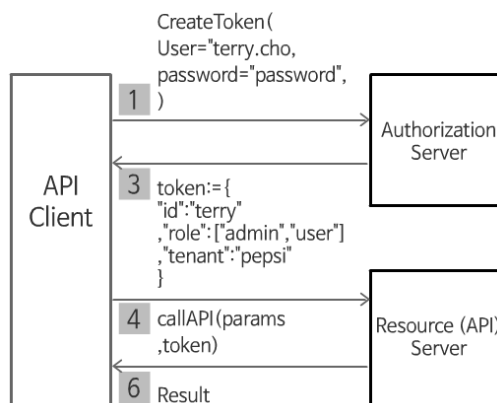 CreateToken(
User="terry.cho,
password="password",
)
1
Authorization
Server
API
Client
3
token:={
"id":"terry"
,"role":["admin","user"]
,"tenant":"pepsi"
}
4
callAPI(params
,token)
Resource (API)
Server
6
Result